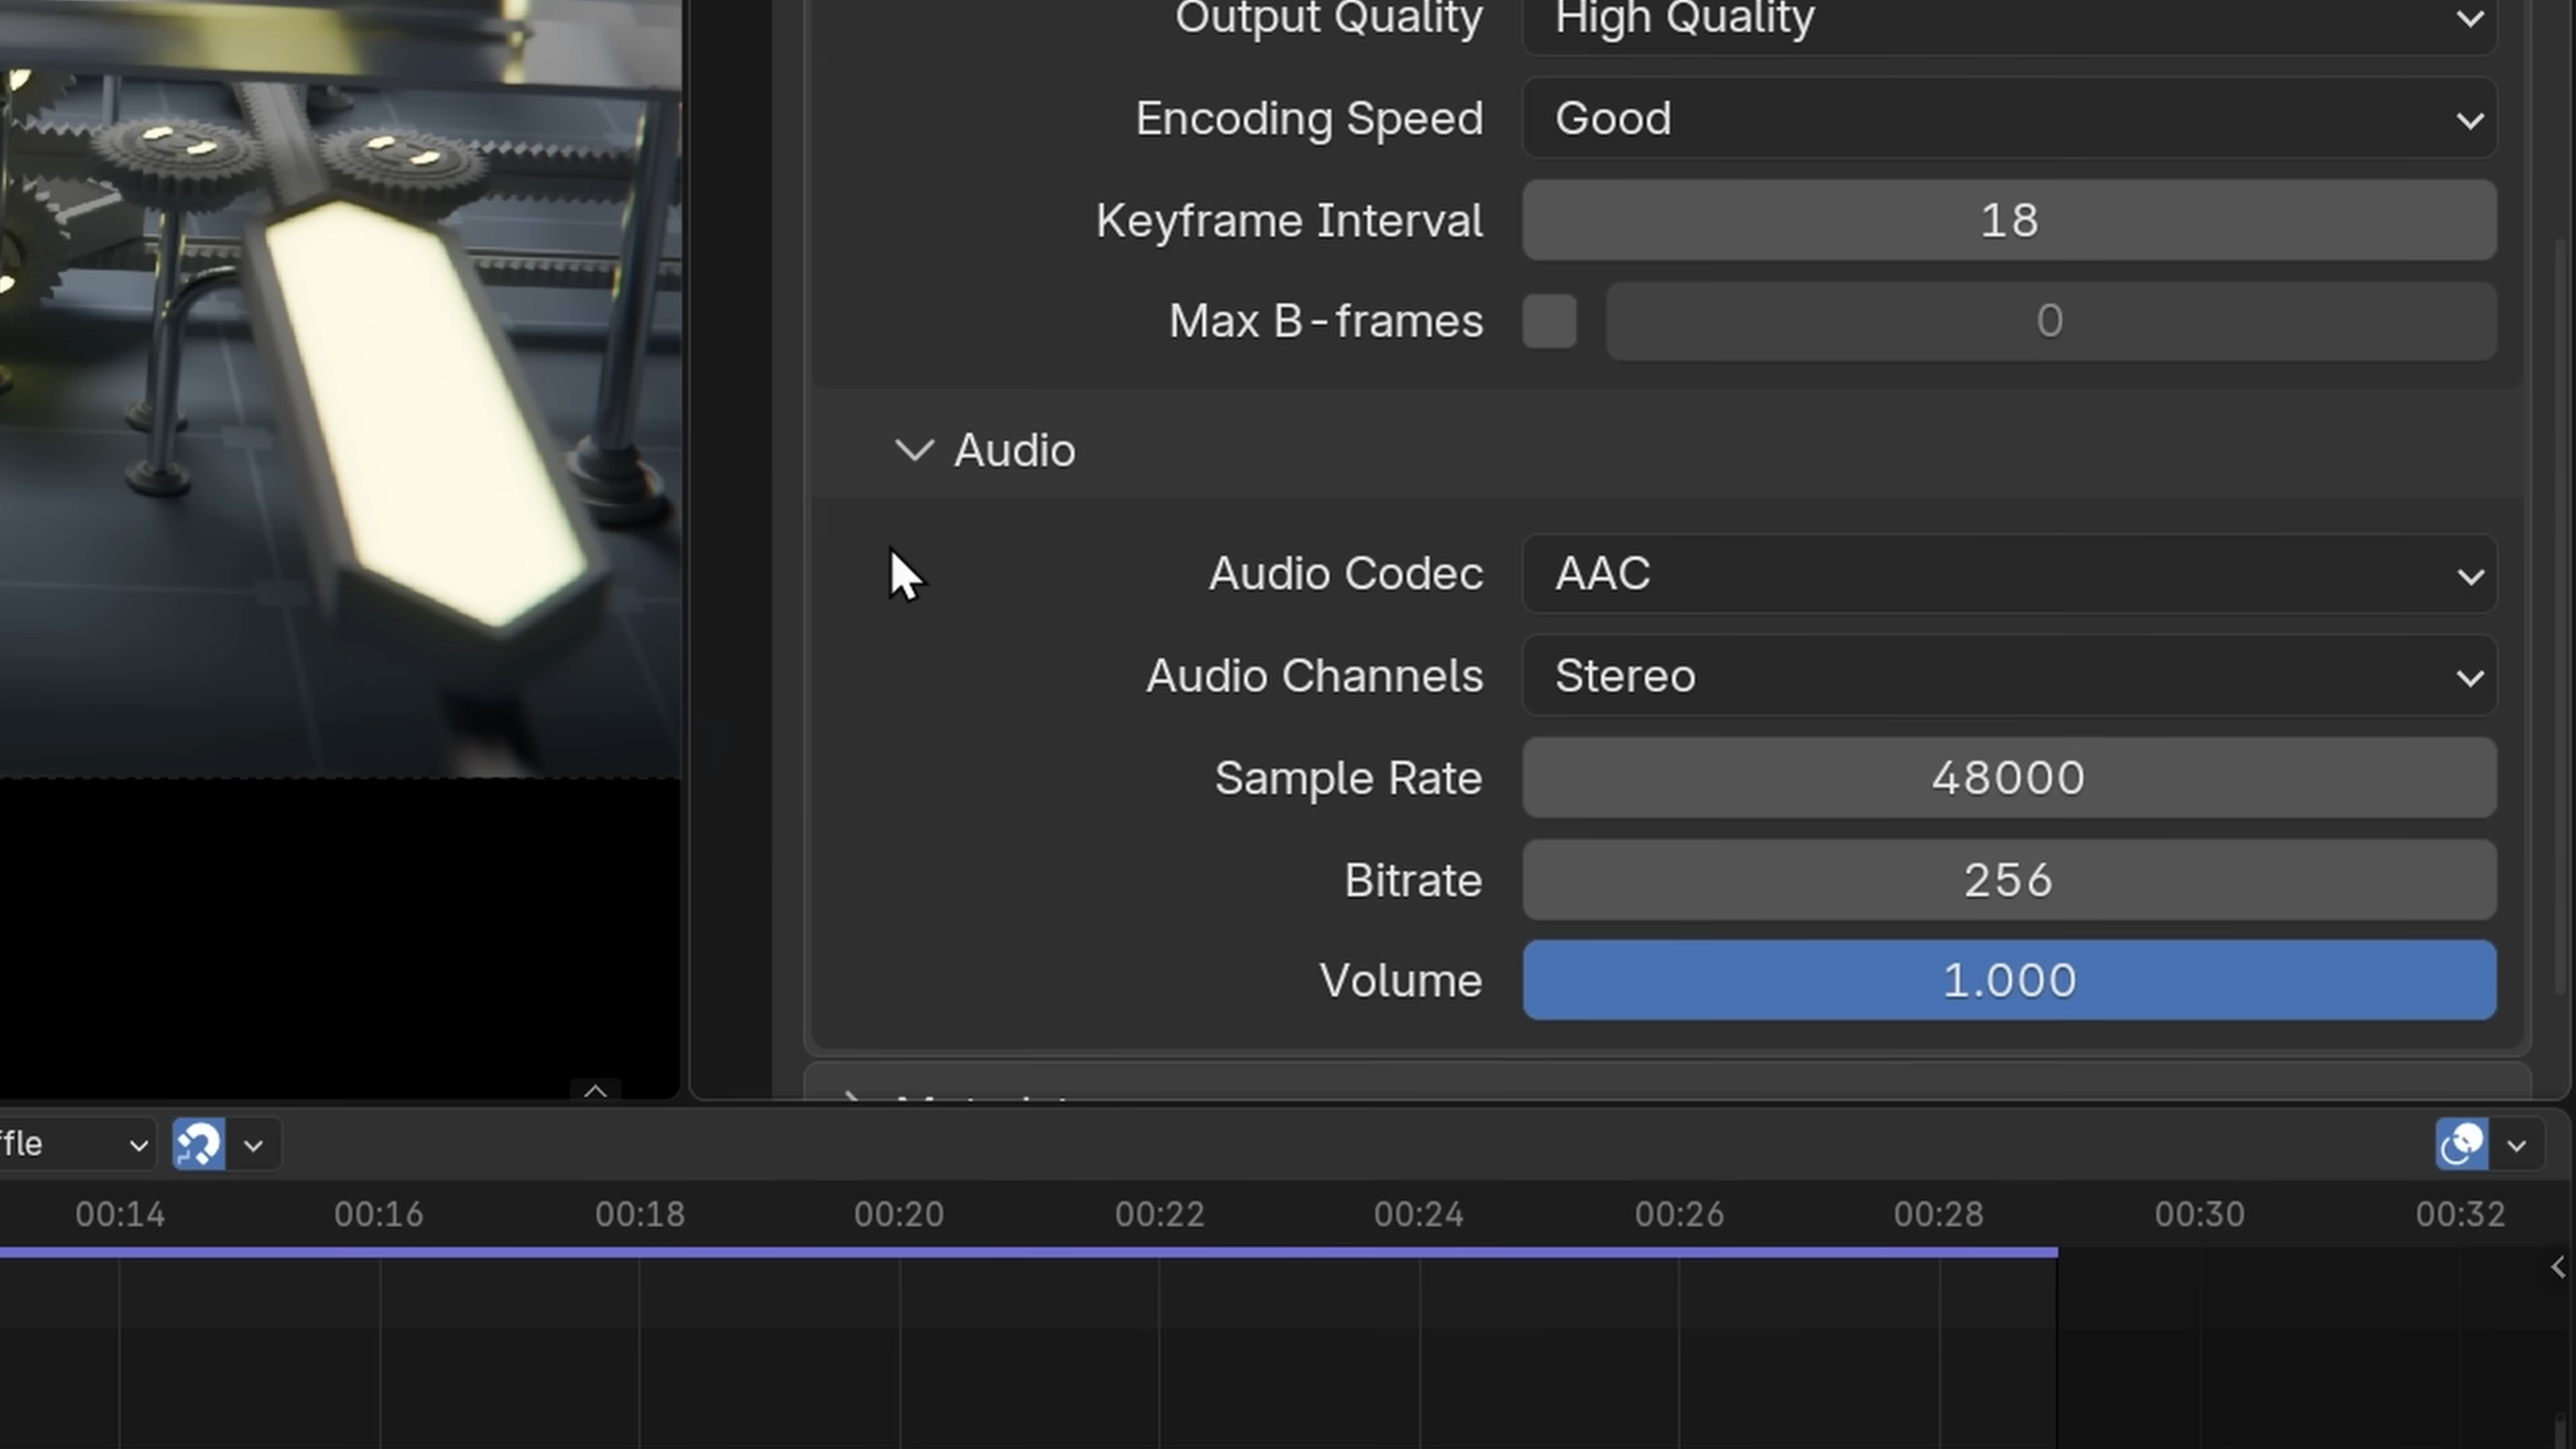 Output Quality High Quality
Encoding Speed Good
Keyframe Interval 18
Max B-frames 0
Audio
Audio Codec AAC
Audio Channels Stereo
Sample Rate 48000
Bitrate 256
Volume 1.000
ffle
00:14 00:16 00:18 00:20 00:22 00:24 00:26 00:28 00:30 00:32